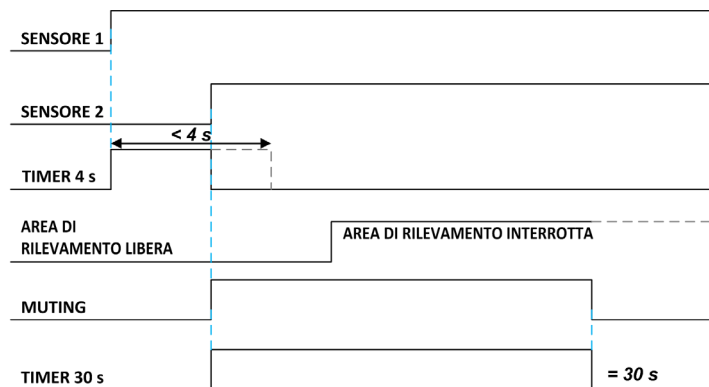 SENSORE 1
SENSORE 2
< 4 s
TIMER 4 s
AREA DI
RILEVAMENTO LIBERA
AREA DI RILEVAMENTO INTERROTTA
MUTING
TIMER 30 s
= 30 s